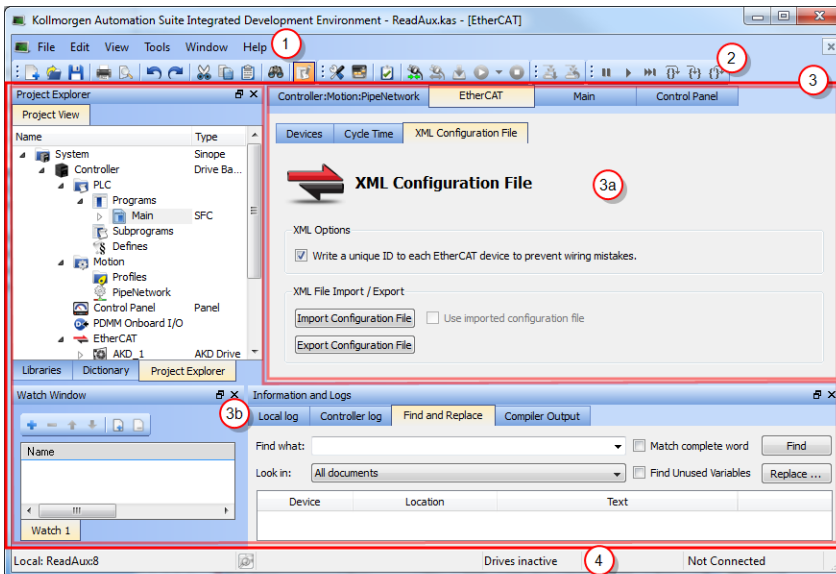 Kollmorgen Automation Suite Integrated Development Environment - ReadAux.kas - [EtherCAT]
File Edit View Tools Window Help
1
2
3
Project Explorer
Project View
Name Type
System Sinope
Controller Drive Ba...
PLC
Programs
Main SFC
Subprograms
Defines
Motion
Profiles
PipeNetwork
Control Panel Panel
PDMM Onboard I/O
EtherCAT
AKD_1 AKD Drive
Libraries Dictionary Project Explorer
Controller:Motion:PipeNetwork EtherCAT Main Control Panel
Devices Cycle Time XML Configuration File
XML Configuration File
3a
XML Options
Write a unique ID to each EtherCAT device to prevent wiring mistakes.
XML File Import / Export
Import Configuration File Use imported configuration file
Export Configuration File
Watch Window
3b
Name
Watch 1
Information and Logs
Local log Controller log Find and Replace Compiler Output
Find what: Match complete word Find
Look in: All documents Find Unused Variables Replace ...
Device Location Text
Local: ReadAux:8 Drives inactive 4 Not Connected